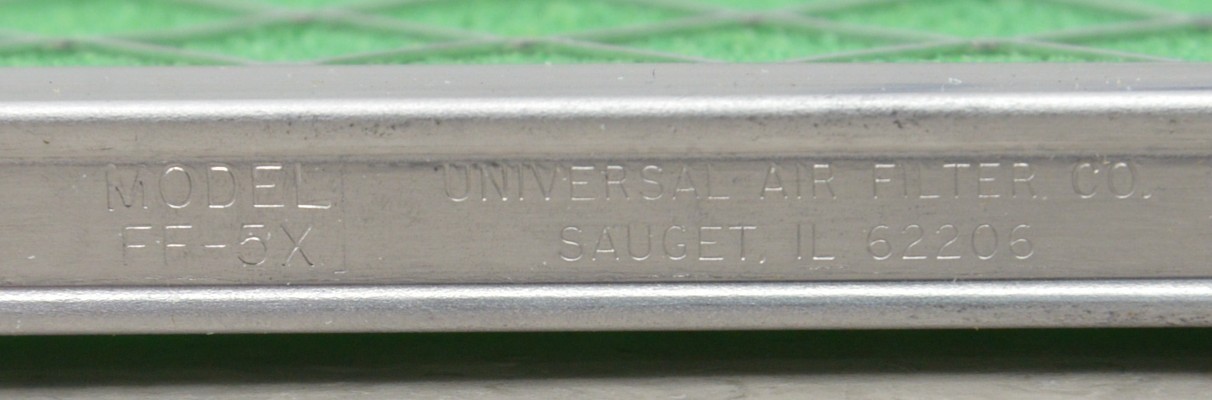 MODEL
FF-5X
UNIVERSAL AIR FILTER CO.
SAUGET, IL 62206